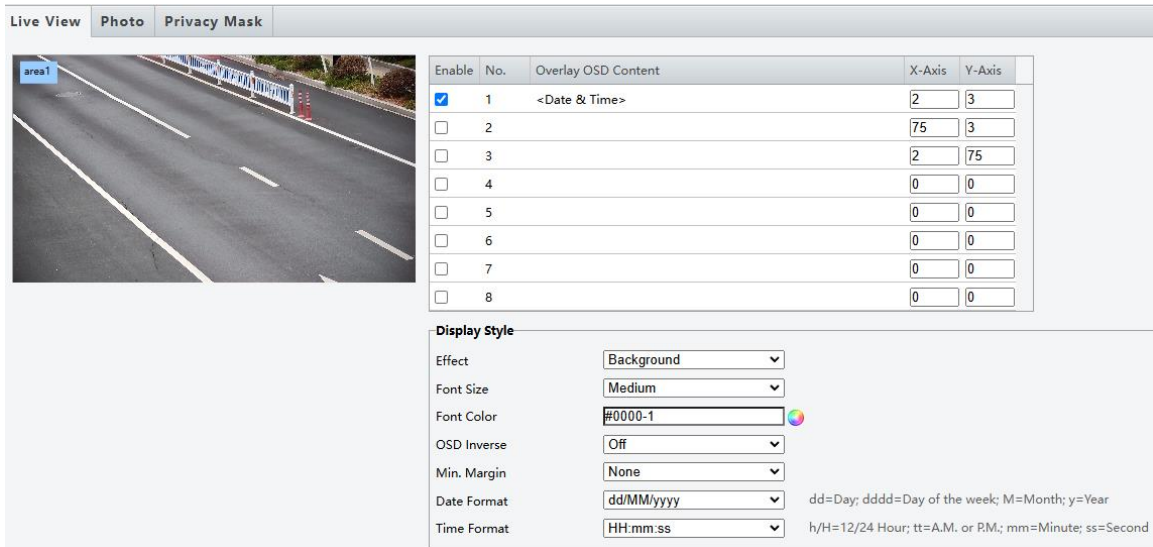 Live View Photo Privacy Mask
area1
Enable No. Overlay OSD Content X-Axis Y-Axis
1 <Date & Time> 2 3
2 75 3
3 2 75
4 0 0
5 0 0
6 0 0
7 0 0
8 0 0
Display Style
Effect Background
Font Size Medium
Font Color #0000-1
OSD Inverse Off
Min. Margin None
Date Format dd/MM/yyyy dd=Day; dddd=Day of the week; M=Month; y=Year
Time Format HH:mm:ss h/H=12/24 Hour; tt=A.M. or P.M.; mm=Minute; ss=Second